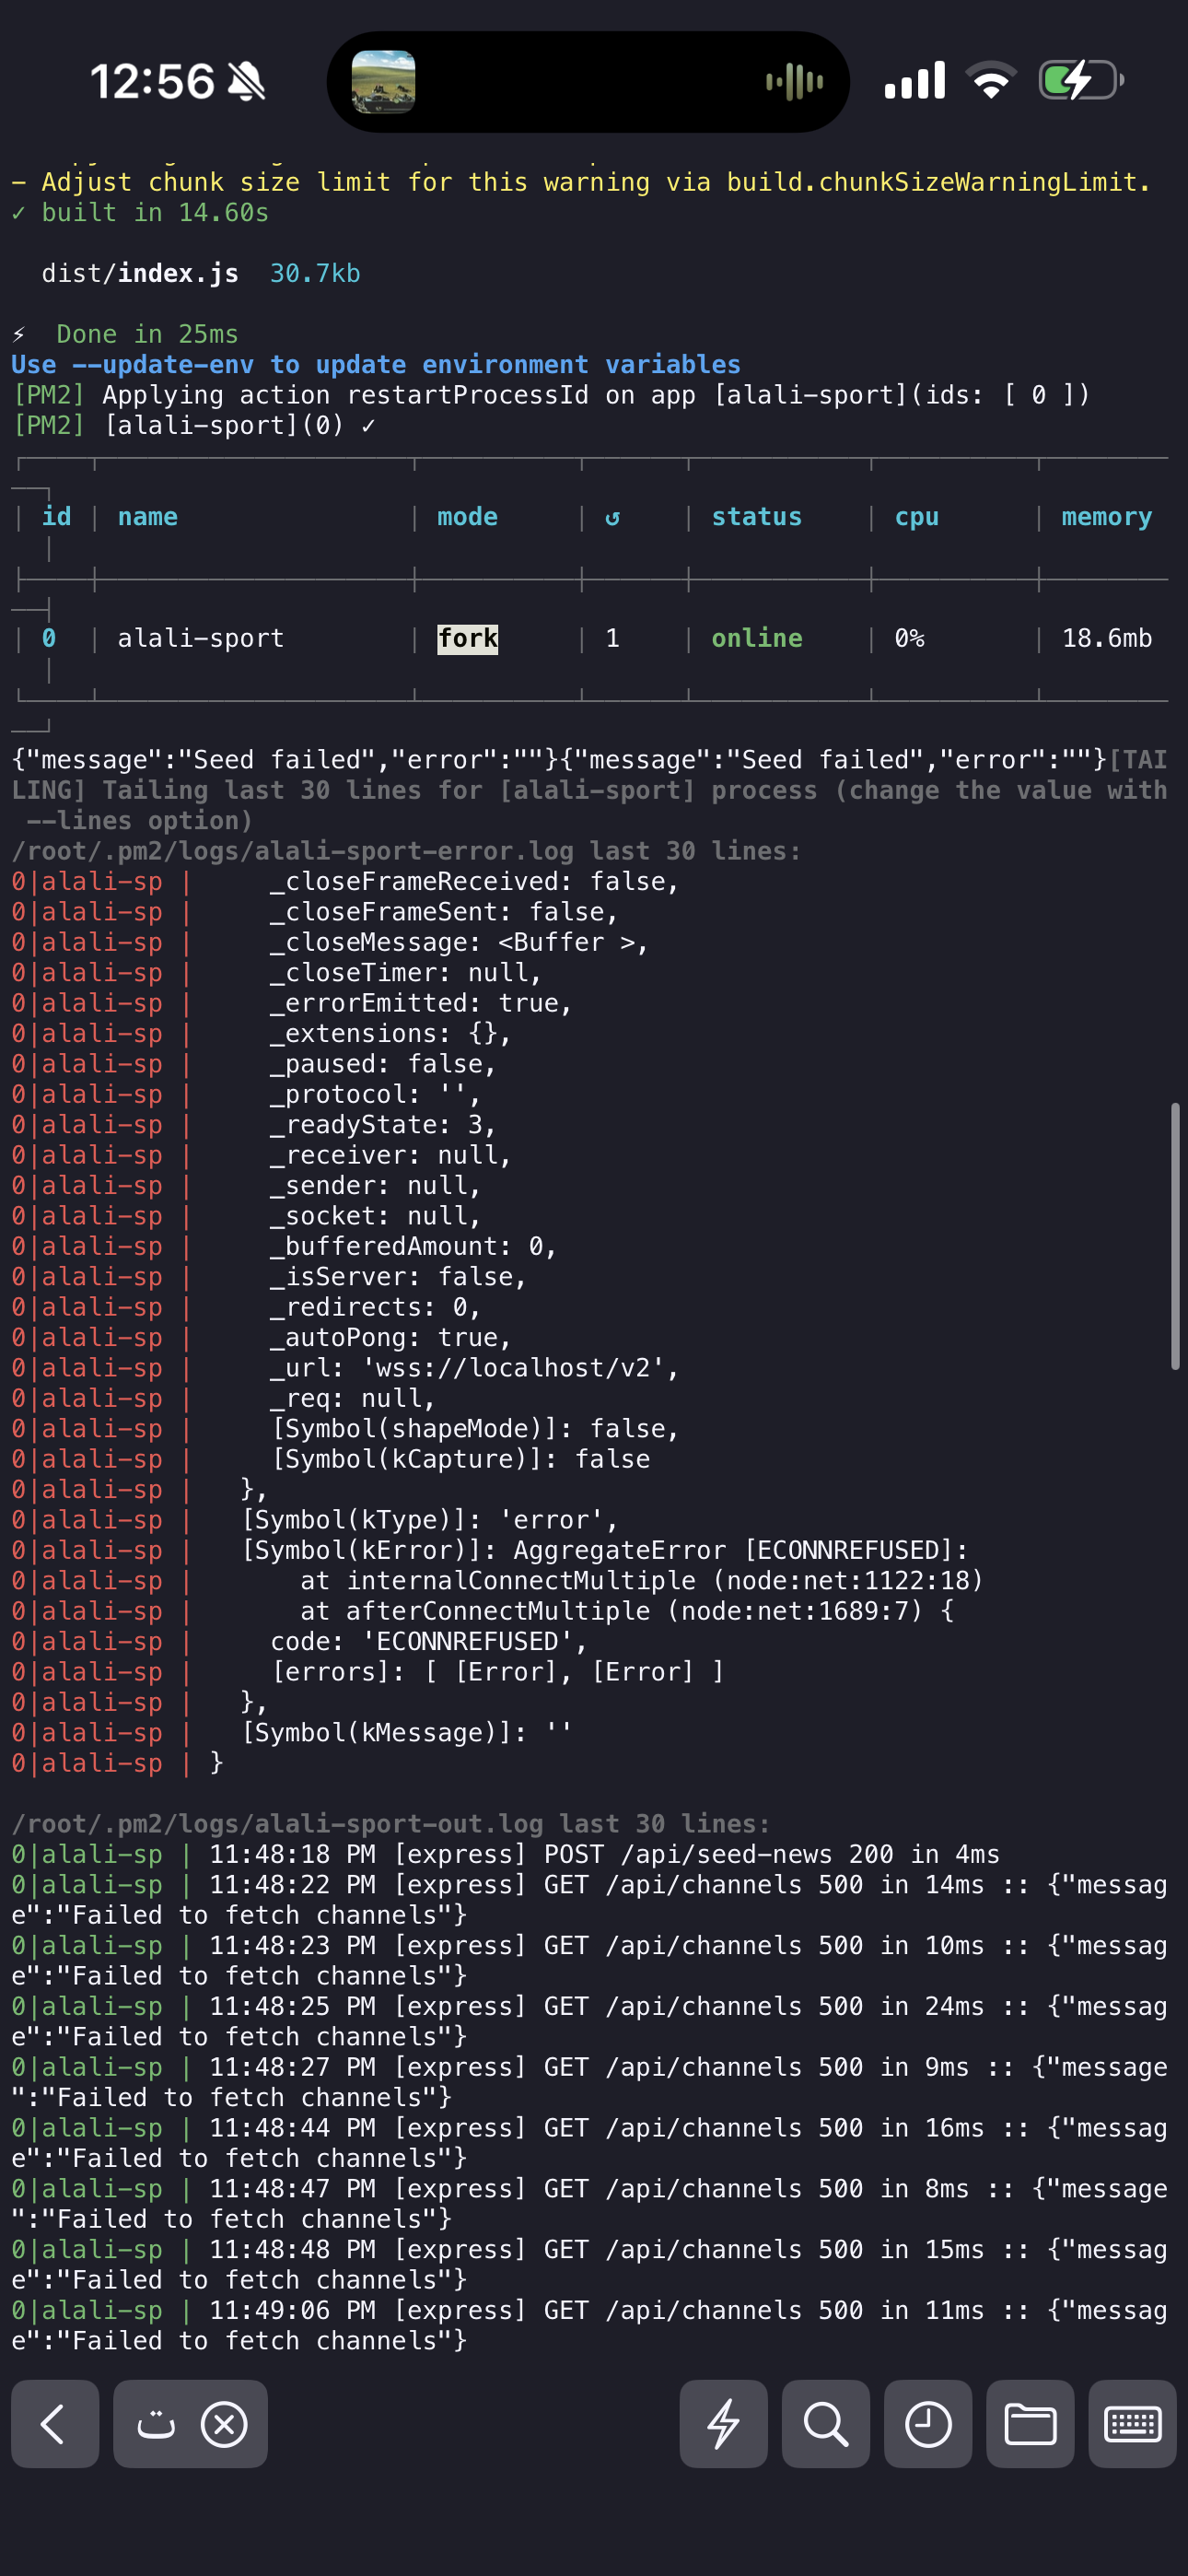 12:56
– Adjust chunk size limit for this warning via build.chunkSizeWarningLimit.
✓ built in 14.60s
dist/index.js 30.7kb
⚡ Done in 25ms
Use --update-env to update environment variables
[PM2] Applying action restartProcessId on app [alali-sport](ids: [ 0 ])
[PM2] [alali-sport](0) ✓
│ id │ name │ mode │ ↺ │ status │ cpu │ memory
│
│ 0 │ alali-sport │ fork │ 1 │ online │ 0% │ 18.6mb
│
{"message":"Seed failed","error":""}{"message":"Seed failed","error":""}[TAI
LING] Tailing last 30 lines for [alali-sport] process (change the value with
--lines option)
/root/.pm2/logs/alali-sport-error.log last 30 lines:
0|alali-sp | _closeFrameReceived: false,
0|alali-sp | _closeFrameSent: false,
0|alali-sp | _closeMessage: <Buffer >,
0|alali-sp | _closeTimer: null,
0|alali-sp | _errorEmitted: true,
0|alali-sp | _extensions: {},
0|alali-sp | _paused: false,
0|alali-sp | _protocol: '',
0|alali-sp | _readyState: 3,
0|alali-sp | _receiver: null,
0|alali-sp | _sender: null,
0|alali-sp | _socket: null,
0|alali-sp | _bufferedAmount: 0,
0|alali-sp | _isServer: false,
0|alali-sp | _redirects: 0,
0|alali-sp | _autoPong: true,
0|alali-sp | _url: 'wss://localhost/v2',
0|alali-sp | _req: null,
0|alali-sp | [Symbol(shapeMode)]: false,
0|alali-sp | [Symbol(kCapture)]: false
0|alali-sp | },
0|alali-sp | [Symbol(kType)]: 'error',
0|alali-sp | [Symbol(kError)]: AggregateError [ECONNREFUSED]:
0|alali-sp | at internalConnectMultiple (node:net:1122:18)
0|alali-sp | at afterConnectMultiple (node:net:1689:7) {
0|alali-sp | code: 'ECONNREFUSED',
0|alali-sp | [errors]: [ [Error], [Error] ]
0|alali-sp | },
0|alali-sp | [Symbol(kMessage)]: ''
0|alali-sp | }
/root/.pm2/logs/alali-sport-out.log last 30 lines:
0|alali-sp | 11:48:18 PM [express] POST /api/seed-news 200 in 4ms
0|alali-sp | 11:48:22 PM [express] GET /api/channels 500 in 14ms :: {"messag
e":"Failed to fetch channels"}
0|alali-sp | 11:48:23 PM [express] GET /api/channels 500 in 10ms :: {"messag
e":"Failed to fetch channels"}
0|alali-sp | 11:48:25 PM [express] GET /api/channels 500 in 24ms :: {"messag
e":"Failed to fetch channels"}
0|alali-sp | 11:48:27 PM [express] GET /api/channels 500 in 9ms :: {"message
":"Failed to fetch channels"}
0|alali-sp | 11:48:44 PM [express] GET /api/channels 500 in 16ms :: {"messag
e":"Failed to fetch channels"}
0|alali-sp | 11:48:47 PM [express] GET /api/channels 500 in 8ms :: {"message
":"Failed to fetch channels"}
0|alali-sp | 11:48:48 PM [express] GET /api/channels 500 in 15ms :: {"messag
e":"Failed to fetch channels"}
0|alali-sp | 11:49:06 PM [express] GET /api/channels 500 in 11ms :: {"messag
e":"Failed to fetch channels"}
ت